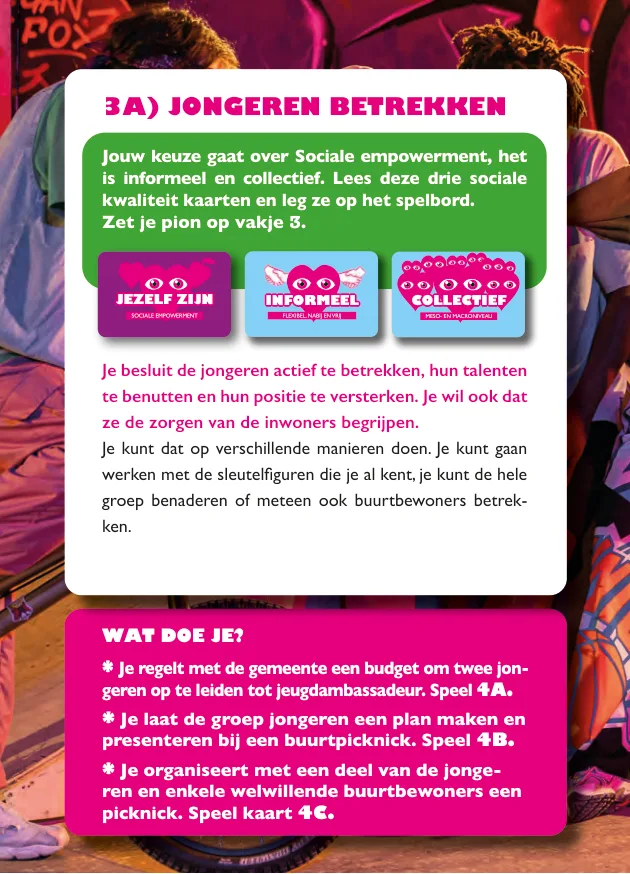 CAN
FOX
3A) JONGEREN BETREKKEN
Jouw keuze gaat over Sociale empowerment, het
is informeel en collectief. Lees deze drie sociale
kwaliteit kaarten en leg ze op het spelbord.
Zet je pion op vakje 3.
JEZELF ZIJN
SOCIALE EMPOWERMENT
INFORMEEL
FLEXIBEL, NABIJ EN VRIJ
COLLECTIEF
MESO- EN MACRONIVEAU
Je besluit de jongeren actief te betrekken, hun talenten
te benutten en hun positie te versterken. Je wil ook dat
ze de zorgen van de inwoners begrijpen.
Je kunt dat op verschillende manieren doen. Je kunt gaan
werken met de sleutelfiguren die je al kent, je kunt de hele
groep benaderen of meteen ook buurtbewoners betrek-
ken.
WAT DOE JE?
✱ Je regelt met de gemeente een budget om twee jon-
geren op te leiden tot jeugdambassadeur. Speel 4A.
✱ Je laat de groep jongeren een plan maken en
presenteren bij een buurtpicknick. Speel 4B.
✱ Je organiseert met een deel van de jonge-
ren en enkele welwillende buurtbewoners een
picknick. Speel kaart 4C.